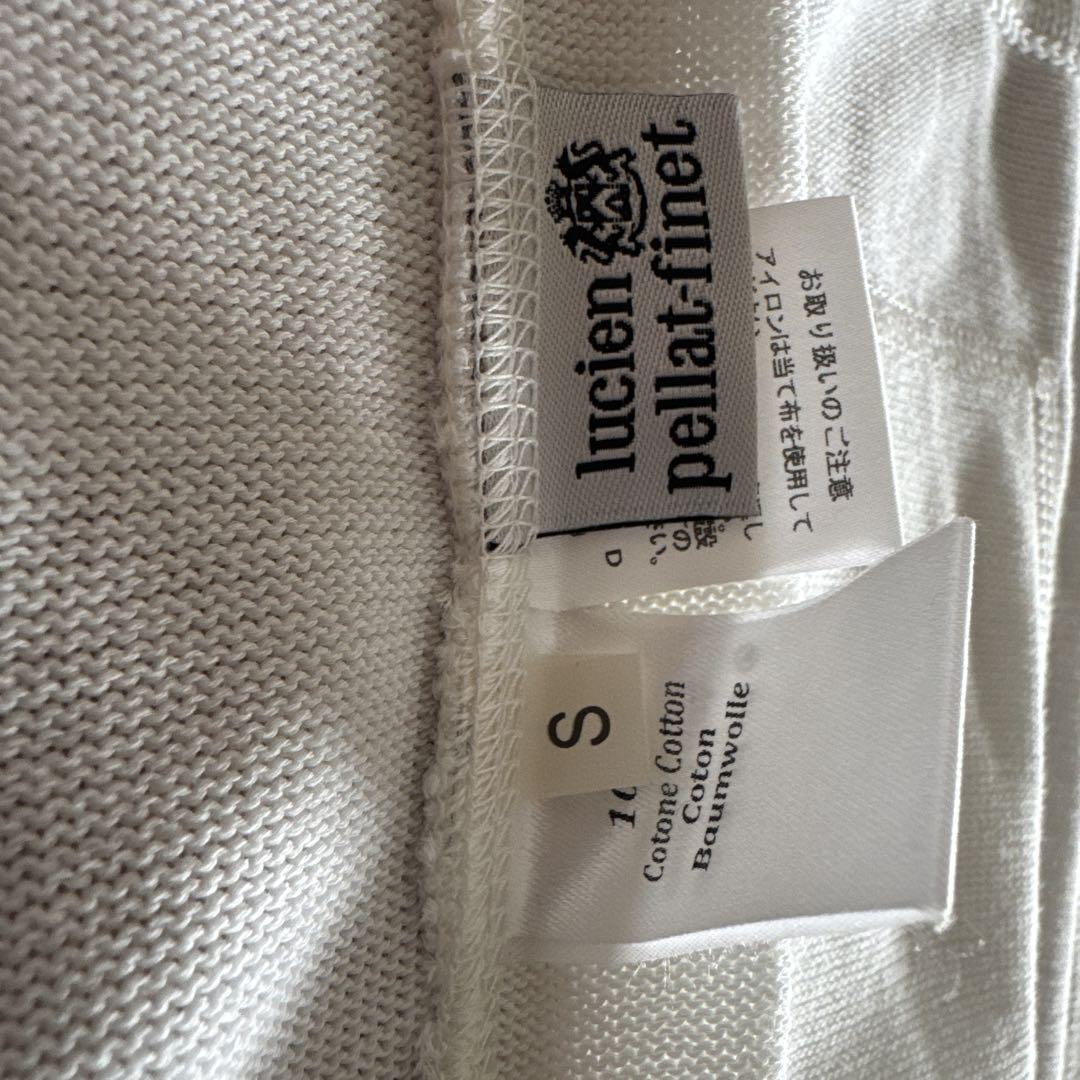 lucien
pellat-finet
お取り扱いのご注意
アイロンは当て布を使用して
S
Cotone Cotton
Coton
Baumwolle